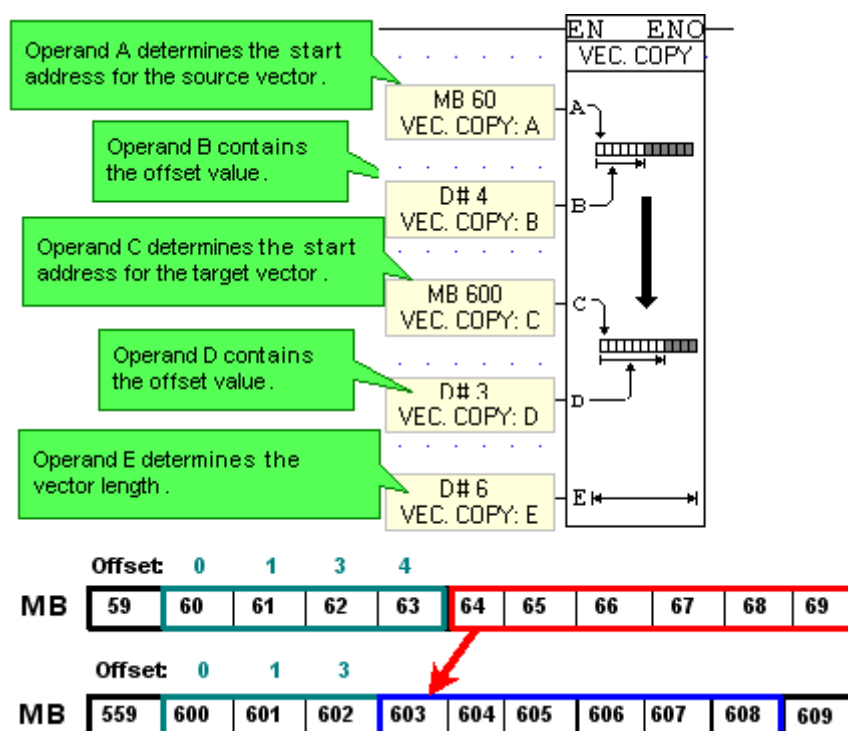 EN ENO
VEC. COPY
Operand A determines the start
address for the source vector.
MB 60
VEC. COPY: A
A
Operand B contains
the offset value.
D# 4
VEC. COPY: B
B
Operand C determines the start
address for the target vector.
MB 600
VEC. COPY: C
C
Operand D contains
the offset value.
D# 3
VEC. COPY: D
D
Operand E determines the
vector length.
D# 6
VEC. COPY: E
E
Offset: 0 1 3 4
MB 59 60 61 62 63 64 65 66 67 68 69
Offset: 0 1 3
MB 559 600 601 602 603 604 605 606 607 608 609